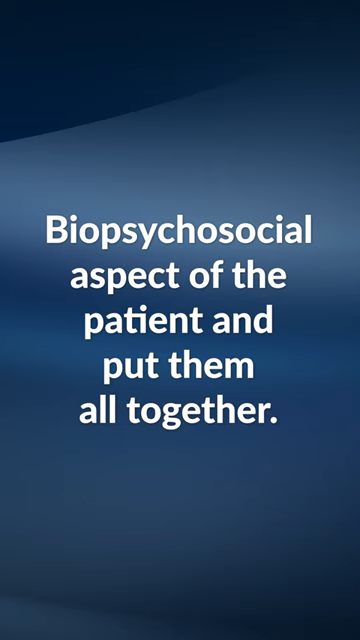 Biopsychosocial
aspect of the
patient and
put them
all together.